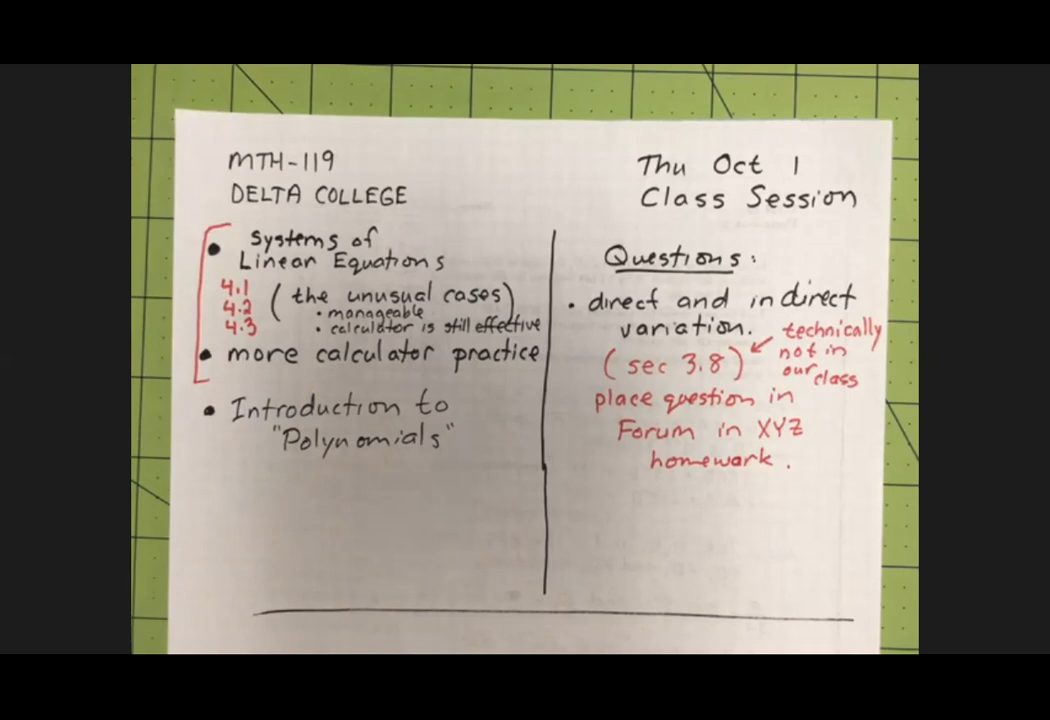 MTH-119
DELTA COLLEGE
Thu Oct 1
Class Session
• Systems of
Linear Equations
4.1
4.2
4.3
(the unusual cases)
• manageable
• calculator is still effective
• more calculator practice
• Introduction to
"Polynomials"
Questions:
• direct and indirect
variation.
(sec 3.8)
technically
not in
our class
place question in
Forum in XYZ
homework.